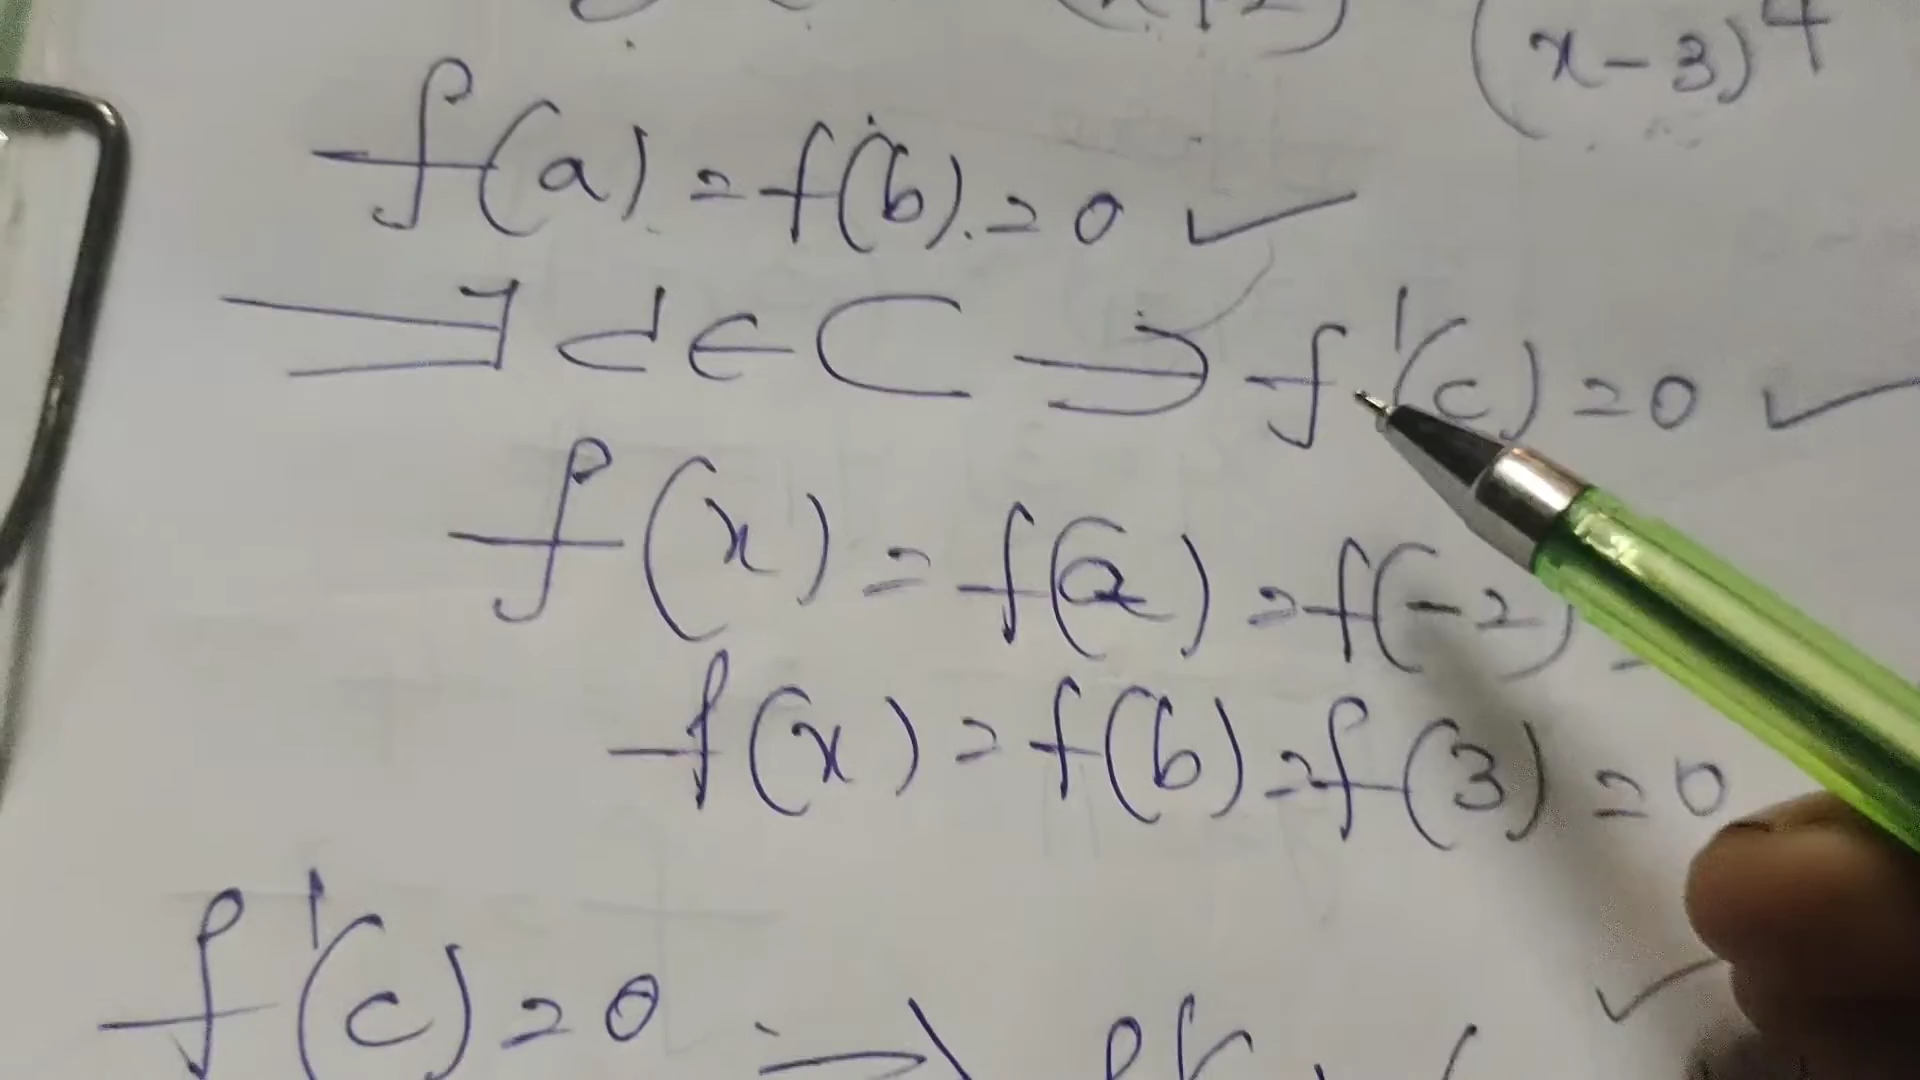 (x-3)^4
f(a) = f(b) = 0 ✓
∃ d ∈ C ∋ f'(c) = 0 ✓
f(x) = f(a) = f(-2)
f(x) = f(b) = f(3) = 0
f'(c) = 0 ⇒